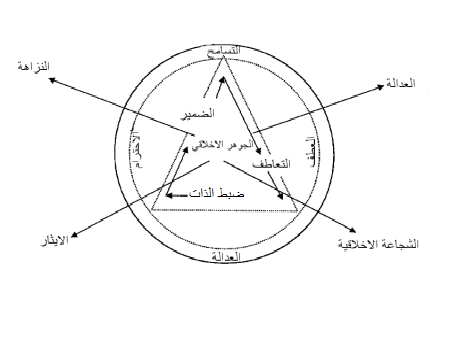 التسامح
النزاهة
العدالة
الضمير
الاحترام
الجوهر الاخلاقي
العطف
التعاطف
ضبط الذات
الايثار
الشجاعة الاخلاقية
العدالة